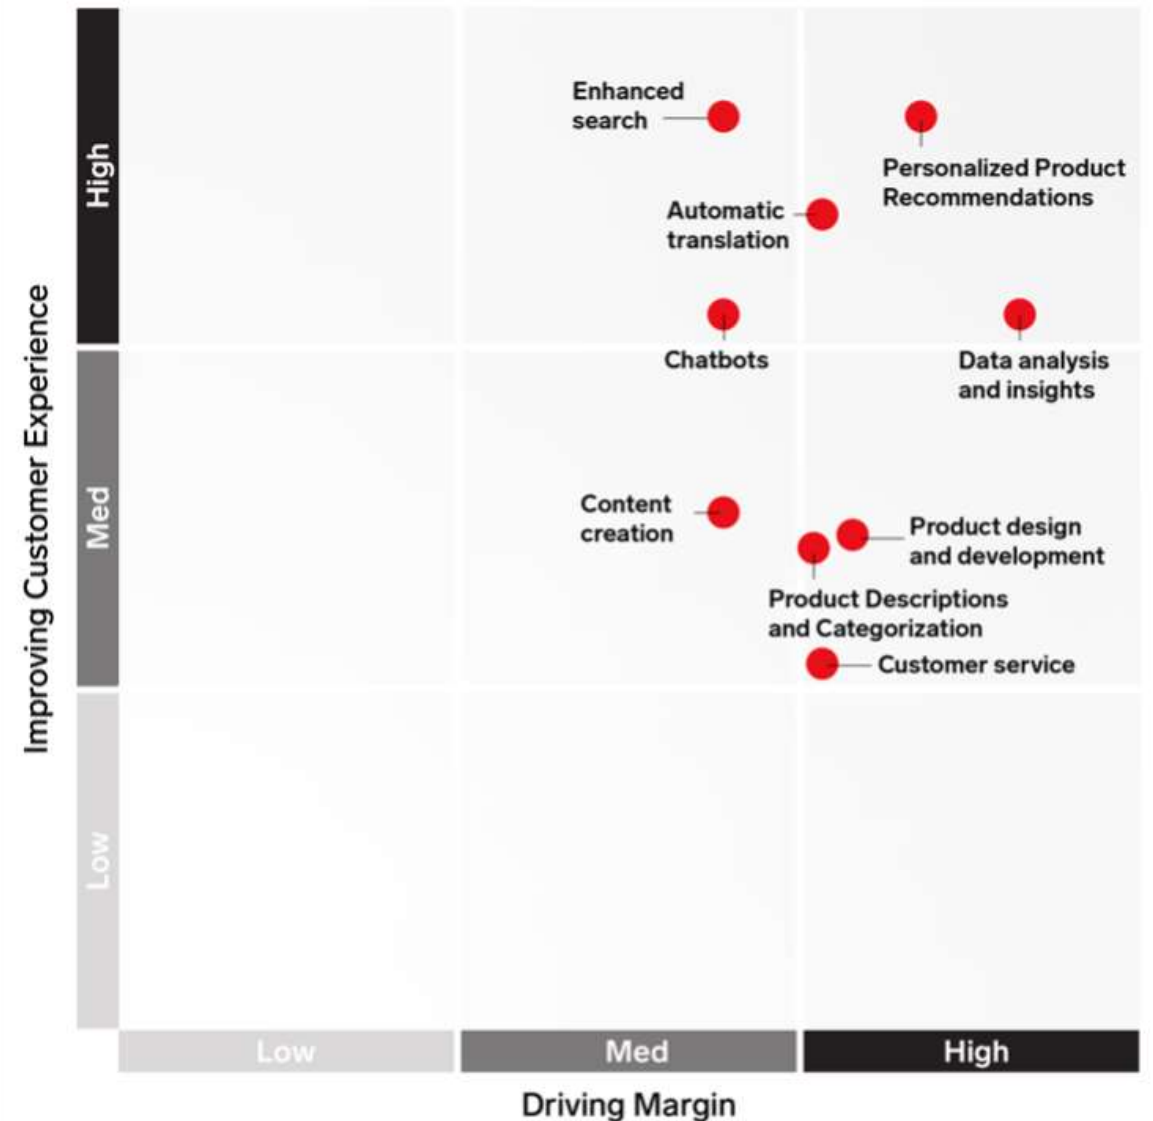 Improving Customer Experience
High
Med
Low
Enhanced
search
Personalized Product
Recommendations
Automatic
translation
Chatbots
Data analysis
and insights
Content
creation
Product design
and development
Product Descriptions
and Categorization
Customer service
Low
Med
High
Driving Margin